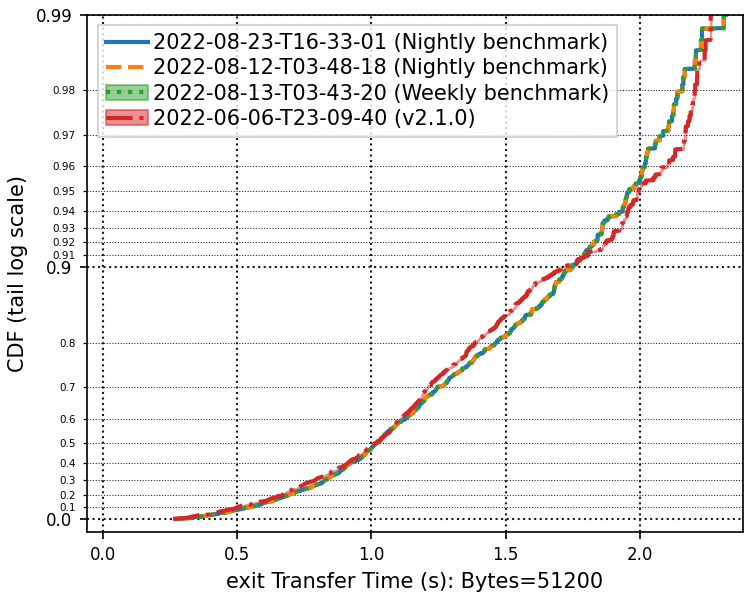 0.99
2022-08-23-T16-33-01 (Nightly benchmark)
2022-08-12-T03-48-18 (Nightly benchmark)
2022-08-13-T03-43-20 (Weekly benchmark)
2022-06-06-T23-09-40 (v2.1.0)
0.98
0.97
0.96
0.95
0.94
0.93
0.92
0.91
0.9
0.8
0.7
0.6
0.5
0.4
0.3
0.2
0.1
0.0
CDF (tail log scale)
0.0 0.5 1.0 1.5 2.0
exit Transfer Time (s): Bytes=51200